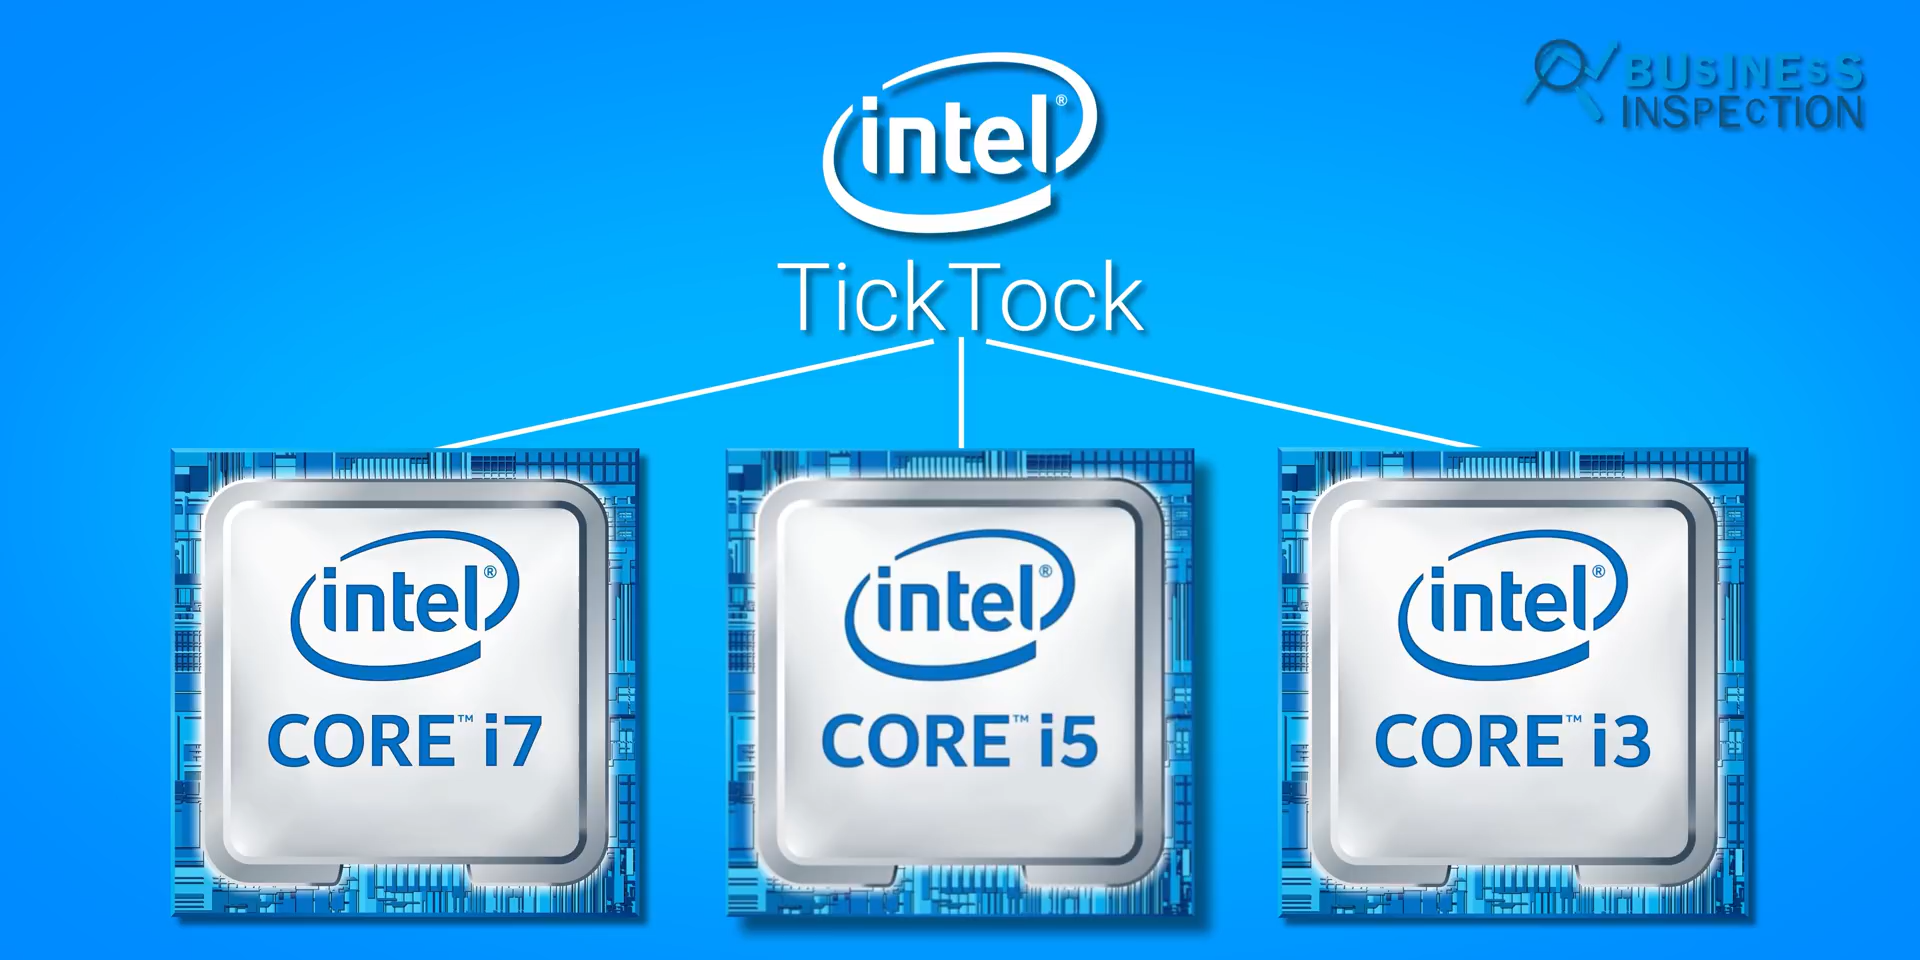 intel®
BUSINESS
INSPECTION
TickTock
intel®
CORE™ i7
intel®
CORE™ i5
intel®
CORE™ i3